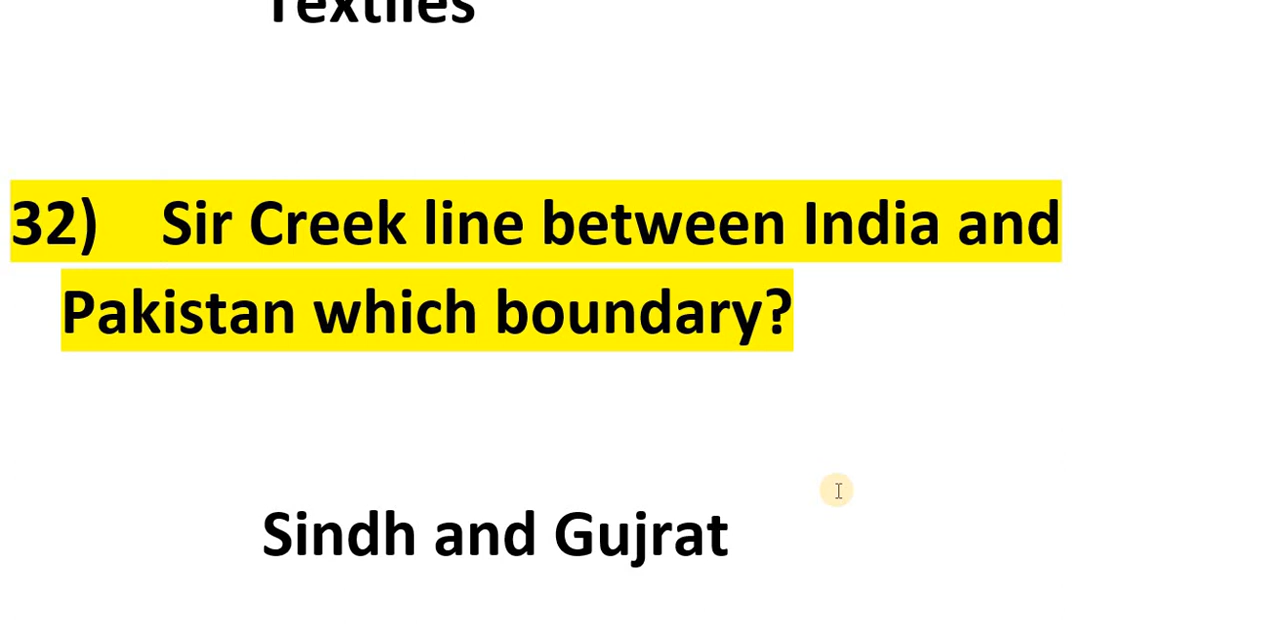 Textiles
32) Sir Creek line between India and
Pakistan which boundary?
Sindh and Gujrat